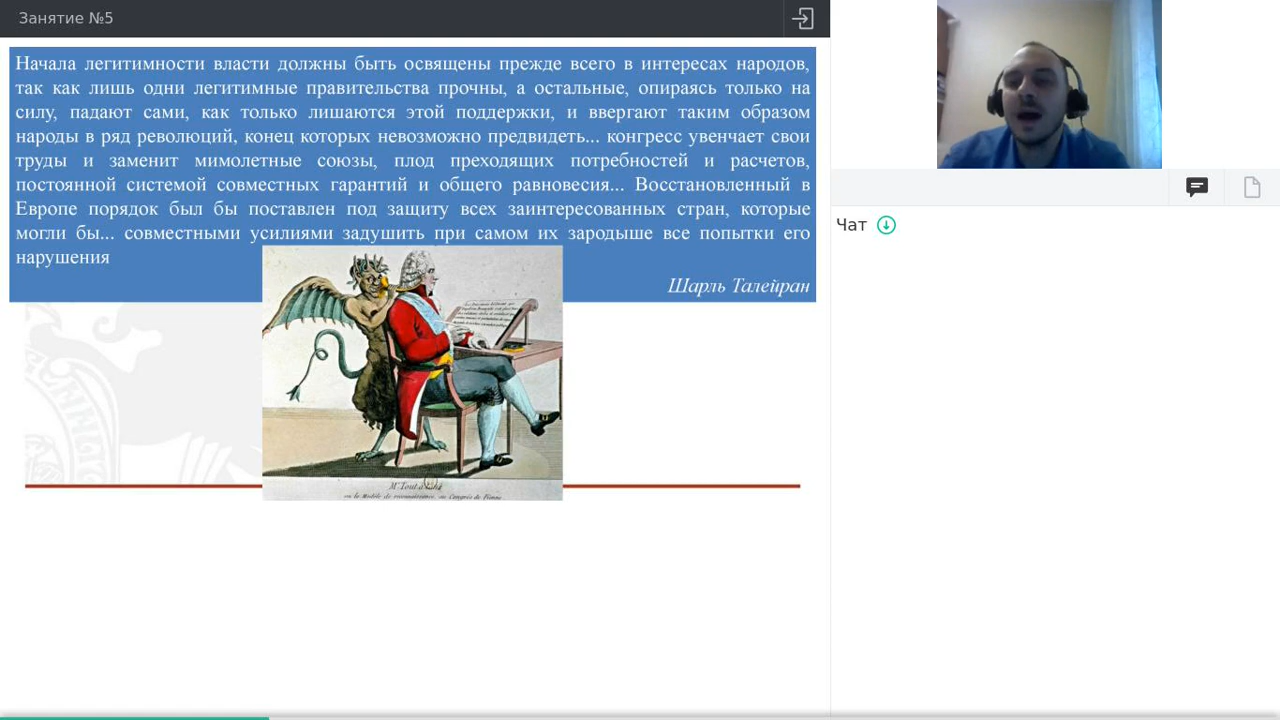 Занятие №5
Начала легитимности власти должны быть освящены прежде всего в интересах народов,
так как лишь одни легитимные правительства прочны, а остальные, опираясь только на
силу, падают сами, как только лишаются этой поддержки, и ввергают таким образом
народы в ряд революций, конец которых невозможно предвидеть... конгресс увенчает свои
труды и заменит мимолетные союзы, плод преходящих потребностей и расчетов,
постоянной системой совместных гарантий и общего равновесия... Восстановленный в
Европе порядок был бы поставлен под защиту всех заинтересованных стран, которые
могли бы... совместными усилиями задушить при самом их зародыше все попытки его
нарушения
Шарль Талейран
Чат